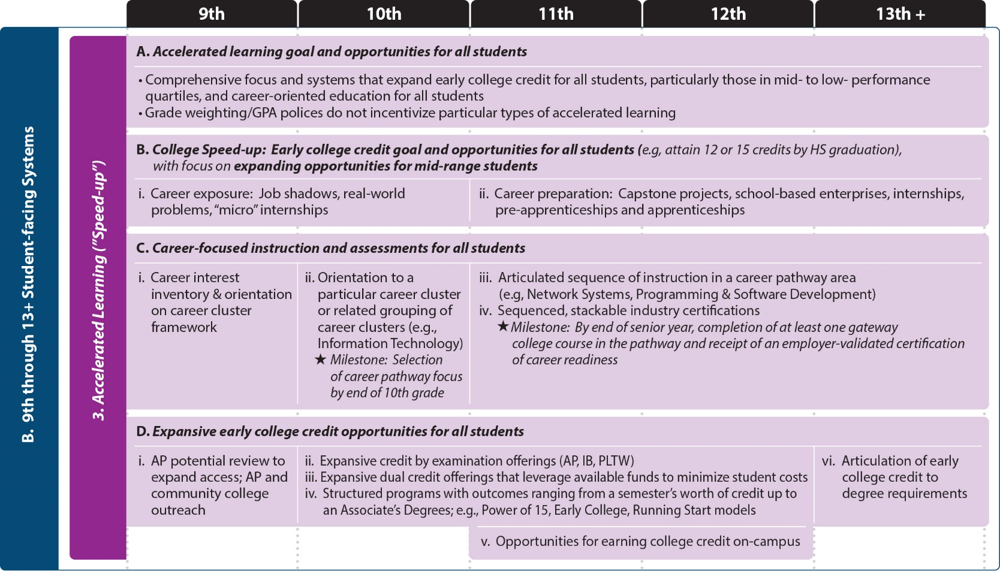 9th
10th
11th
12th
13th +
B. 9th through 13+ Student-facing Systems
3. Accelerated Learning ("Speed-up")
A. Accelerated learning goal and opportunities for all students
• Comprehensive focus and systems that expand early college credit for all students, particularly those in mid- to low- performance
quartiles, and career-oriented education for all students
• Grade weighting/GPA polices do not incentivize particular types of accelerated learning
B. College Speed-up: Early college credit goal and opportunities for all students (e.g, attain 12 or 15 credits by HS graduation),
with focus on expanding opportunities for mid-range students
i. Career exposure: Job shadows, real-world
problems, “micro” internships
ii. Career preparation: Capstone projects, school-based enterprises, internships,
pre-apprenticeships and apprenticeships
C. Career-focused instruction and assessments for all students
i. Career interest
inventory & orientation
on career cluster
framework
ii. Orientation to a
particular career cluster
or related grouping of
career clusters (e.g.,
Information Technology)
★ Milestone: Selection
of career pathway focus
by end of 10th grade
iii. Articulated sequence of instruction in a career pathway area
(e.g, Network Systems, Programming & Software Development)
iv. Sequenced, stackable industry certifications
★ Milestone: By end of senior year, completion of at least one gateway
college course in the pathway and receipt of an employer-validated certification
of career readiness
D. Expansive early college credit opportunities for all students
i. AP potential review to
expand access; AP and
community college
outreach
ii. Expansive credit by examination offerings (AP, IB, PLTW)
iii. Expansive dual credit offerings that leverage available funds to minimize student costs
iv. Structured programs with outcomes ranging from a semester’s worth of credit up to
an Associate’s Degrees; e.g., Power of 15, Early College, Running Start models
v. Opportunities for earning college credit on-campus
vi. Articulation of early
college credit to
degree requirements